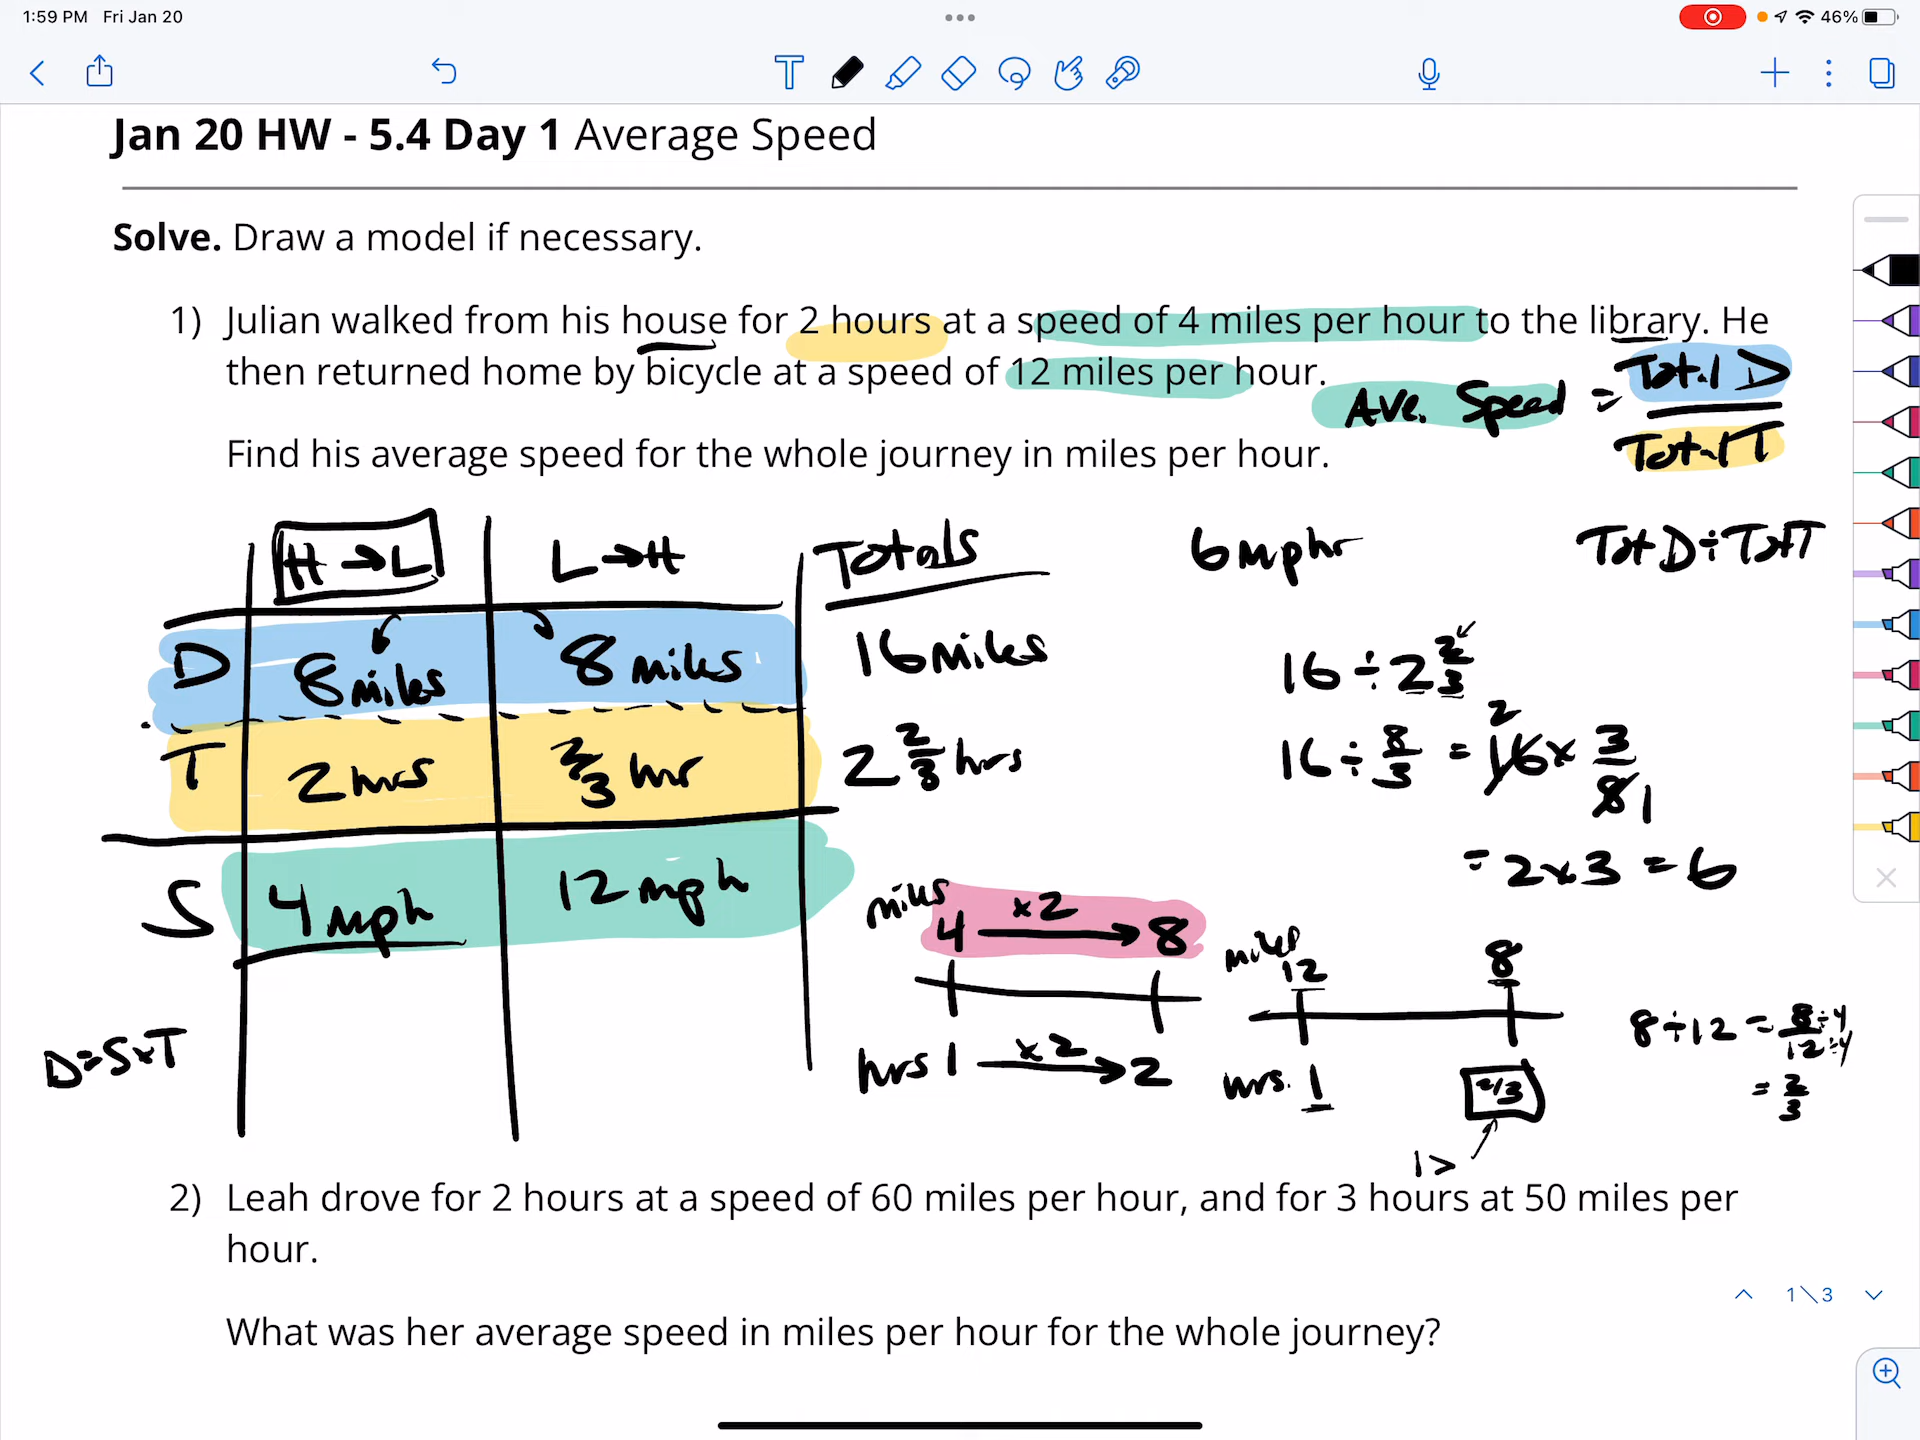 1:59 PM Fri Jan 20
46%
T
Jan 20 HW - 5.4 Day 1 Average Speed
Solve. Draw a model if necessary.
1) Julian walked from his house for 2 hours at a speed of 4 miles per hour to the library. He
then returned home by bicycle at a speed of 12 miles per hour.
Ave. Speed = Total D
Total T
Find his average speed for the whole journey in miles per hour.
H → L L → H Totals
6 mphr
Tot D ÷ Tot T
D 8 miles 8 miles 16 miles
16 ÷ 2 2/3
T 2 hrs 2/3 hr 2 2/3 hrs
16 ÷ 8/3 = 16 x 3/8
2
1
= 2 x 3 = 6
S 4 mph 12 mph
miles 4 x2 → 8
hrs 1 x2 → 2
miles 12 8
hrs. 1 2/3
1 >
8 ÷ 12 = 8 ÷ 4 / 12 ÷ 4
= 2/3
D = S x T
2) Leah drove for 2 hours at a speed of 60 miles per hour, and for 3 hours at 50 miles per
hour.
1\3
What was her average speed in miles per hour for the whole journey?